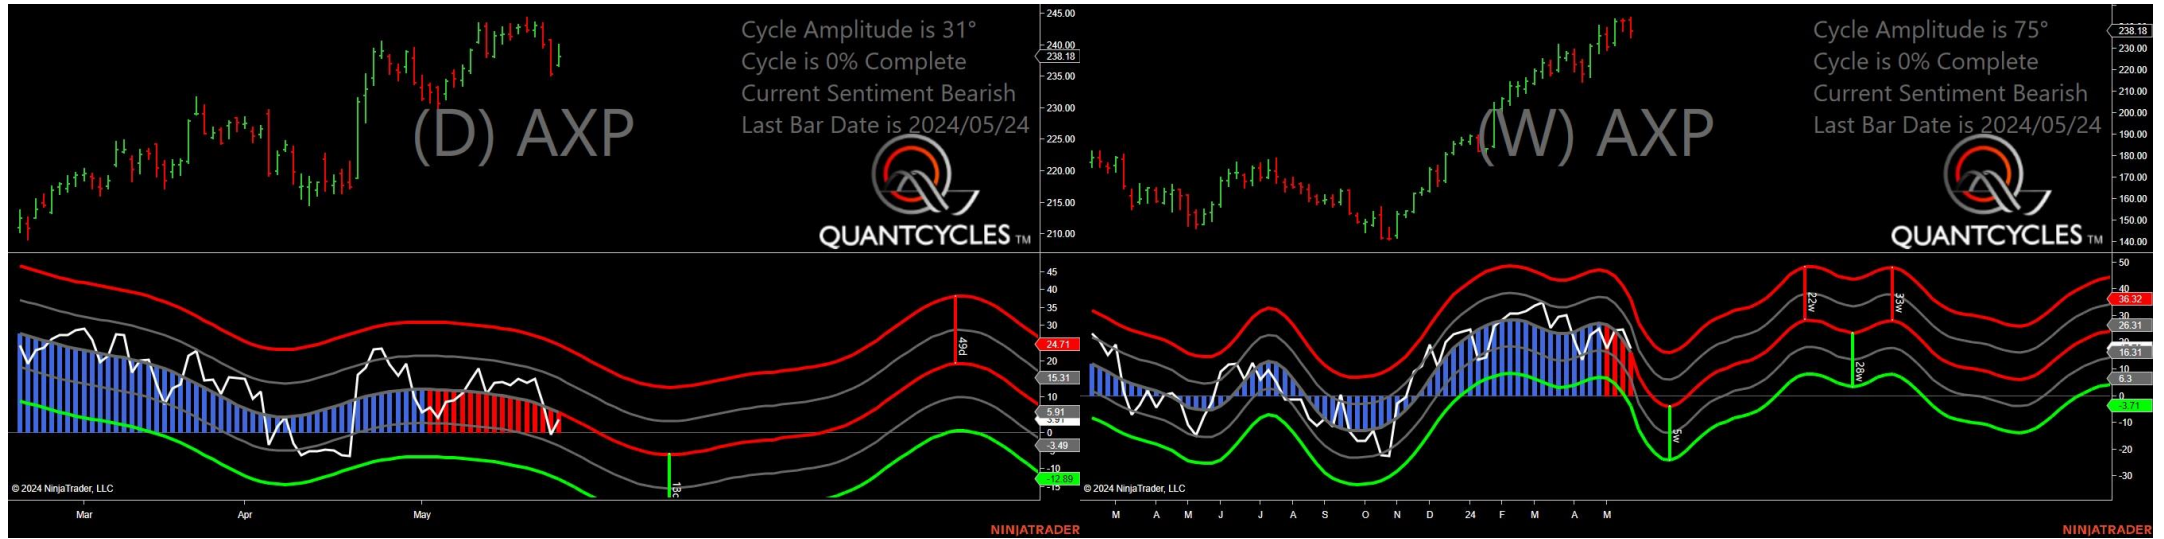 Cycle Amplitude is 31°
Cycle is 0% Complete
Current Sentiment Bearish
Last Bar Date is 2024/05/24
(D) AXP
QUANTCYCLES TM
245.00
240.00
238.18
235.00
230.00
225.00
220.00
215.00
210.00
45
40
35
30
24.71
20
15.31
10
5.91
0
-3.49
-10
-12.89
-15
49d
© 2024 NinjaTrader, LLC
Mar
Apr
May
NINJATRADER
Cycle Amplitude is 75°
Cycle is 0% Complete
Current Sentiment Bearish
Last Bar Date is 2024/05/24
(W) AXP
QUANTCYCLES TM
238.18
230.00
220.00
210.00
200.00
190.00
180.00
170.00
160.00
150.00
140.00
50
40
36.32
26.31
16.31
10
6.3
0
-3.71
-10
-20
-30
22w
33w
28w
5w
© 2024 NinjaTrader, LLC
M A M J J A S O N D 24 F M A M
NINJATRADER